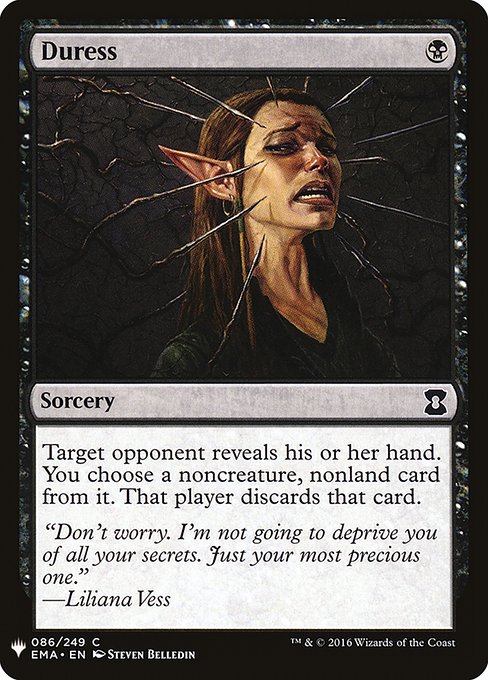 Duress
Sorcery
Target opponent reveals his or her hand.
You choose a noncreature, nonland card
from it. That player discards that card.
“Don’t worry. I’m not going to deprive you
of all your secrets. Just your most precious
one.”
—Liliana Vess
086/249 C
EMA • EN Steven Belledin
™ & © 2016 Wizards of the Coast